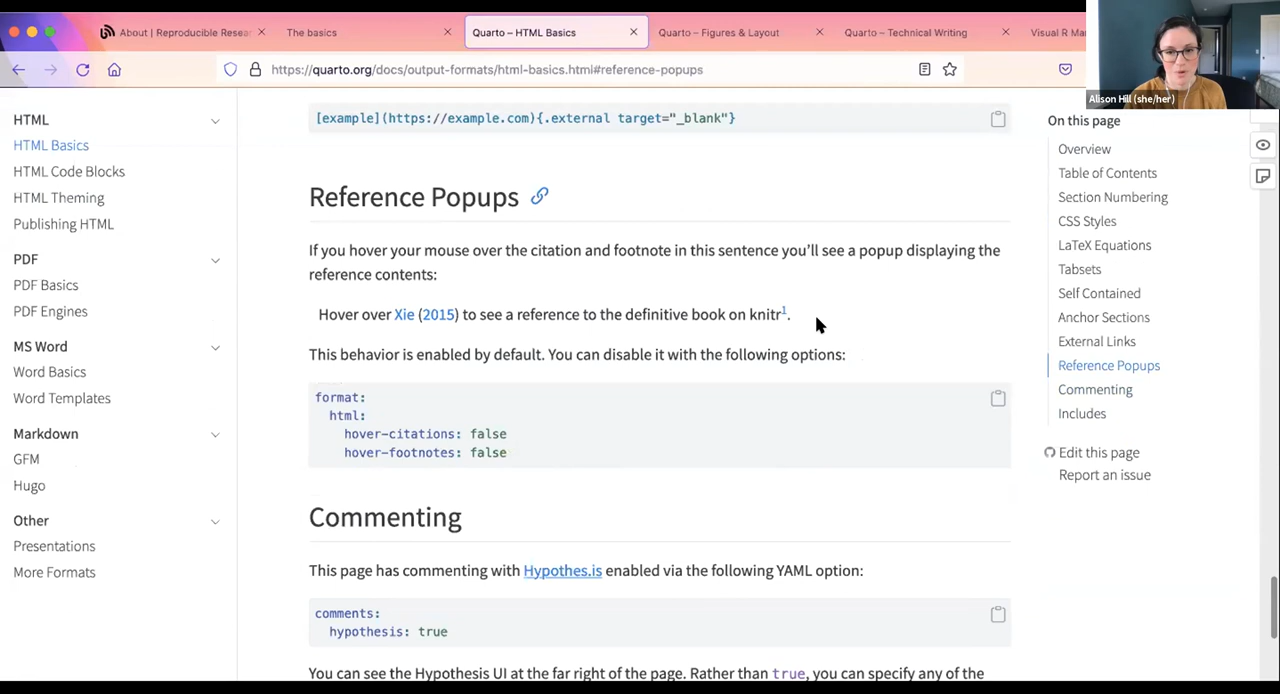 About | Reproducible Resear
The basics
Quarto – HTML Basics
Quarto – Figures & Layout
Quarto – Technical Writing
Visual R Ma
https://quarto.org/docs/output-formats/html-basics.html#reference-popups
Alison Hill (she/her)
HTML
HTML Basics
HTML Code Blocks
HTML Theming
Publishing HTML
PDF
PDF Basics
PDF Engines
MS Word
Word Basics
Word Templates
Markdown
GFM
Hugo
Other
Presentations
More Formats
[example](https://example.com){.external target="_blank"}
Reference Popups
If you hover your mouse over the citation and footnote in this sentence you’ll see a popup displaying the
reference contents:
Hover over Xie (2015) to see a reference to the definitive book on knitr1.
This behavior is enabled by default. You can disable it with the following options:
format:
html:
hover-citations: false
hover-footnotes: false
Commenting
This page has commenting with Hypothes.is enabled via the following YAML option:
comments:
hypothesis: true
You can see the Hypothesis UI at the far right of the page. Rather than true, you can specify any of the
On this page
Overview
Table of Contents
Section Numbering
CSS Styles
LaTeX Equations
Tabsets
Self Contained
Anchor Sections
External Links
Reference Popups
Commenting
Includes
Edit this page
Report an issue